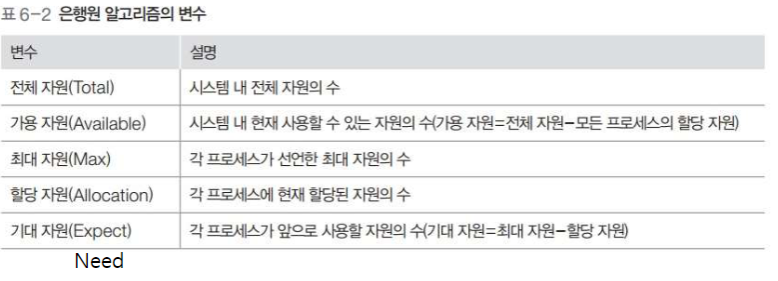 표 6-2 은행원 알고리즘의 변수
변수 설명
전체 자원(Total) 시스템 내 전체 자원의 수
가용 자원(Available) 시스템 내 현재 사용할 수 있는 자원의 수(가용 자원=전체 자원-모든 프로세스의 할당 자원)
최대 자원(Max) 각 프로세스가 선언한 최대 자원의 수
할당 자원(Allocation) 각 프로세스에 현재 할당된 자원의 수
기대 자원(Expect) 각 프로세스가 앞으로 사용할 자원의 수(기대 자원=최대 자원-할당 자원)
Need